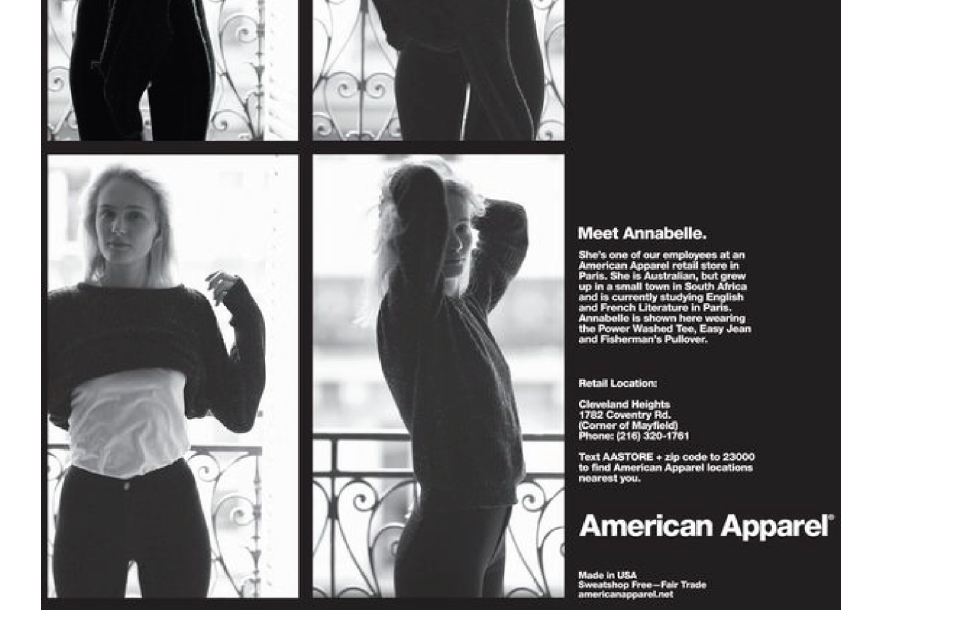 Meet Annabelle.
She's one of our employees at an
American Apparel retail store in
Paris. She is Australian, but grew
up in a small town in South Africa
and is currently studying English
and French Literature in Paris.
Annabelle is shown here wearing
the Power Washed Tee, Easy Jean
and Fisherman's Pullover.
Retail Location:
Cleveland Heights
1782 Coventry Rd.
(Corner of Mayfield)
Phone: (216) 320-1761
Text AASTORE + zip code to 23000
to find American Apparel locations
nearest you.
American Apparel®
Made in USA
Sweatshop Free—Fair Trade
americanapparel.net